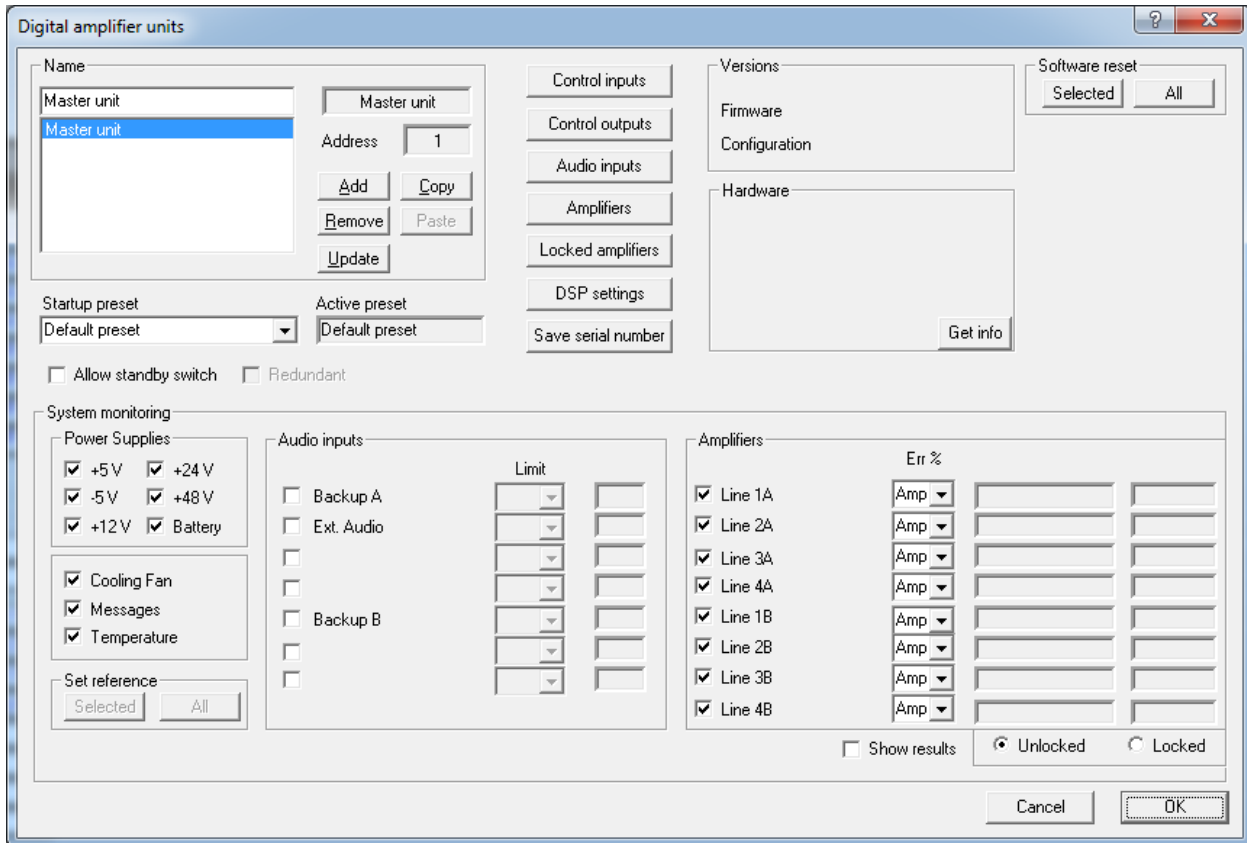 Digital amplifier units
Name
Master unit
Master unit
Master unit
Address 1
Add Copy
Remove Paste
Update
Control inputs
Control outputs
Audio inputs
Amplifiers
Locked amplifiers
DSP settings
Save serial number
Versions
Firmware
Configuration
Hardware
Get info
Software reset
Selected All
Startup preset
Default preset
Active preset
Default preset
Allow standby switch Redundant
System monitoring
Power Supplies
+5 V +24 V
-5 V +48 V
+12 V Battery
Cooling Fan
Messages
Temperature
Set reference
Selected All
Audio inputs
Limit
Backup A
Ext. Audio
Backup B
Amplifiers
Err %
Line 1A Amp
Line 2A Amp
Line 3A Amp
Line 4A Amp
Line 1B Amp
Line 2B Amp
Line 3B Amp
Line 4B Amp
Show results Unlocked Locked
Cancel OK